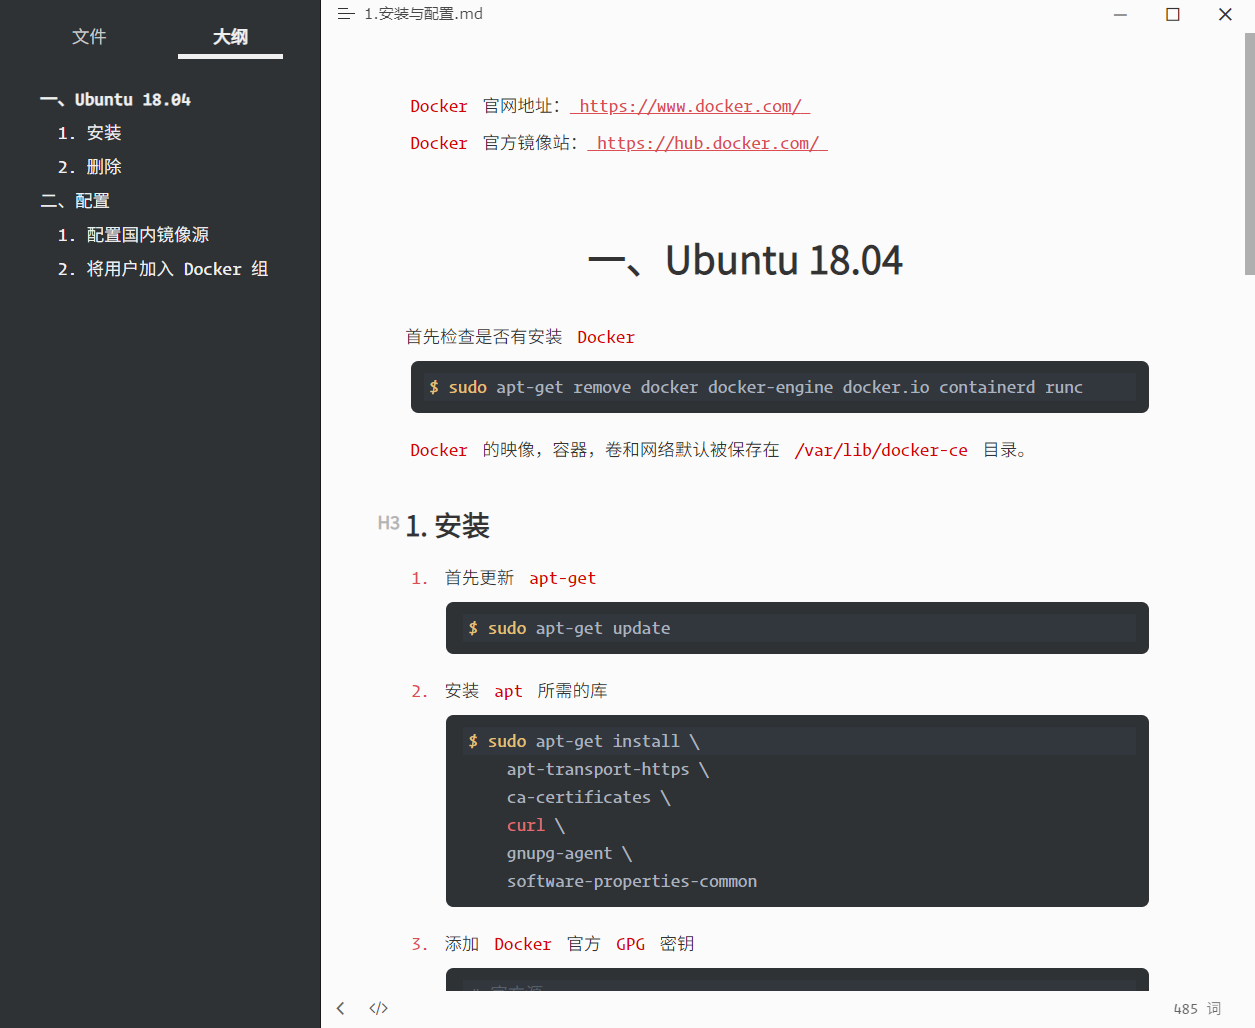 文件 大纲
一、Ubuntu 18.04
1. 安装
2. 删除
二、配置
1. 配置国内镜像源
2. 将用户加入 Docker 组
1.安装与配置.md
Docker 官网地址: https://www.docker.com/
Docker 官方镜像站: https://hub.docker.com/
一、Ubuntu 18.04
首先检查是否有安装 Docker
$ sudo apt-get remove docker docker-engine docker.io containerd runc
Docker 的映像，容器，卷和网络默认被保存在 /var/lib/docker-ce 目录。
H3 1. 安装
1. 首先更新 apt-get
$ sudo apt-get update
2. 安装 apt 所需的库
$ sudo apt-get install \
apt-transport-https \
ca-certificates \
curl \
gnupg-agent \
software-properties-common
3. 添加 Docker 官方 GPG 密钥
# 官方源
</> 485 词